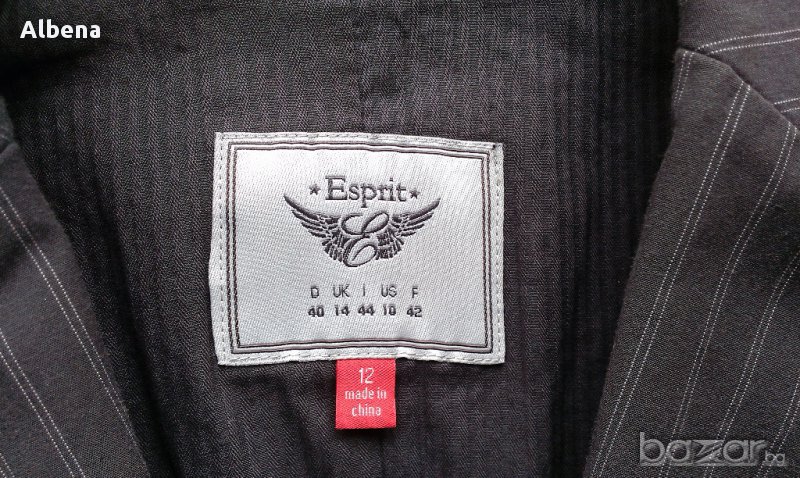 Albena
* Esprit *
E
D UK I US F
40 14 44 10 42
12
made in
china
bazar.bg